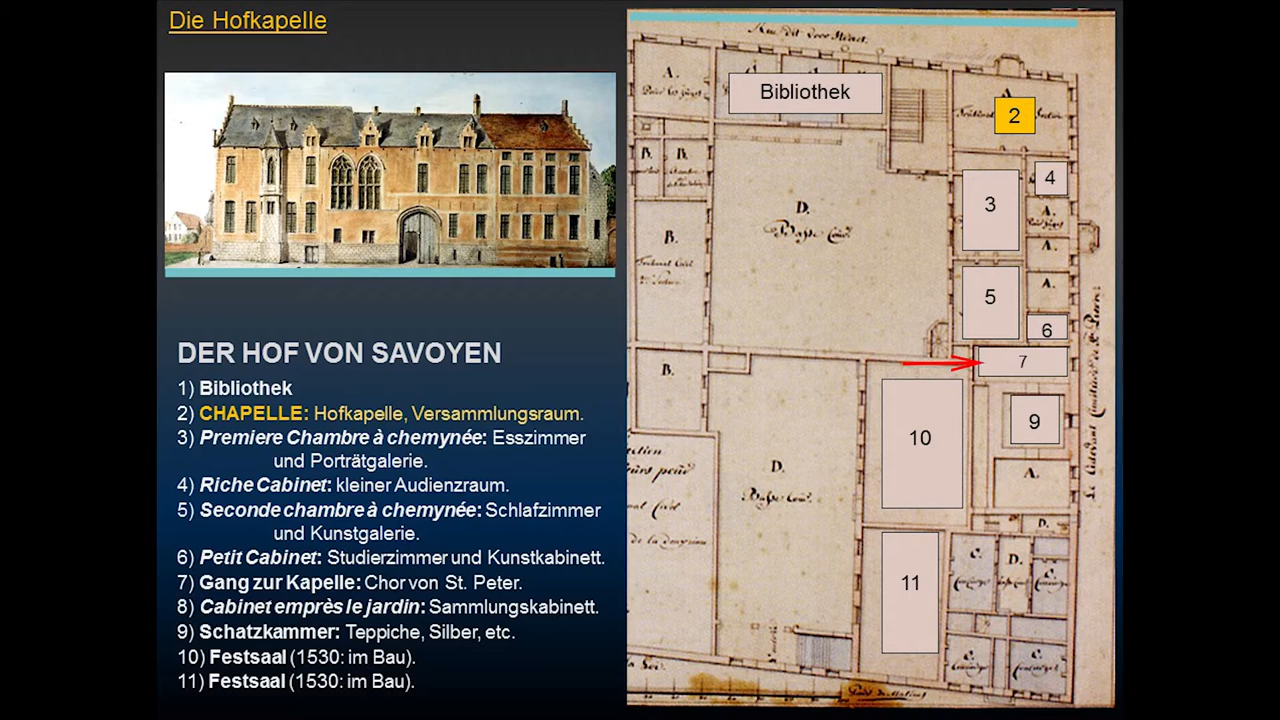 Die Hofkapelle
DER HOF VON SAVOYEN
1) Bibliothek
2) CHAPELLE: Hofkapelle, Versammlungsraum.
3) Premiere Chambre à chemynée: Esszimmer
und Porträtgalerie.
4) Riche Cabinet: kleiner Audienzraum.
5) Seconde chambre à chemynée: Schlafzimmer
und Kunstgalerie.
6) Petit Cabinet: Studierzimmer und Kunstkabinett.
7) Gang zur Kapelle: Chor von St. Peter.
8) Cabinet emprès le jardin: Sammlungskabinett.
9) Schatzkammer: Teppiche, Silber, etc.
10) Festsaal (1530: im Bau).
11) Festsaal (1530: im Bau).
A.
Bibliothek
2
B.
B.
4
3
A.
D.
B.
A.
5
A.
6
7
B.
9
10
A.
D.
D.
C.
D.
C.
11
C.
C.